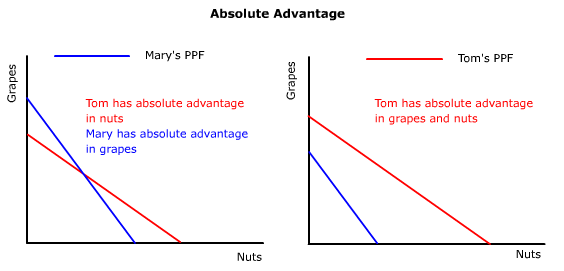 Absolute Advantage
Mary's PPF
Grapes
Tom has absolute advantage
in nuts
Mary has absolute advantage
in grapes
Nuts
Tom's PPF
Grapes
Tom has absolute advantage
in grapes and nuts
Nuts